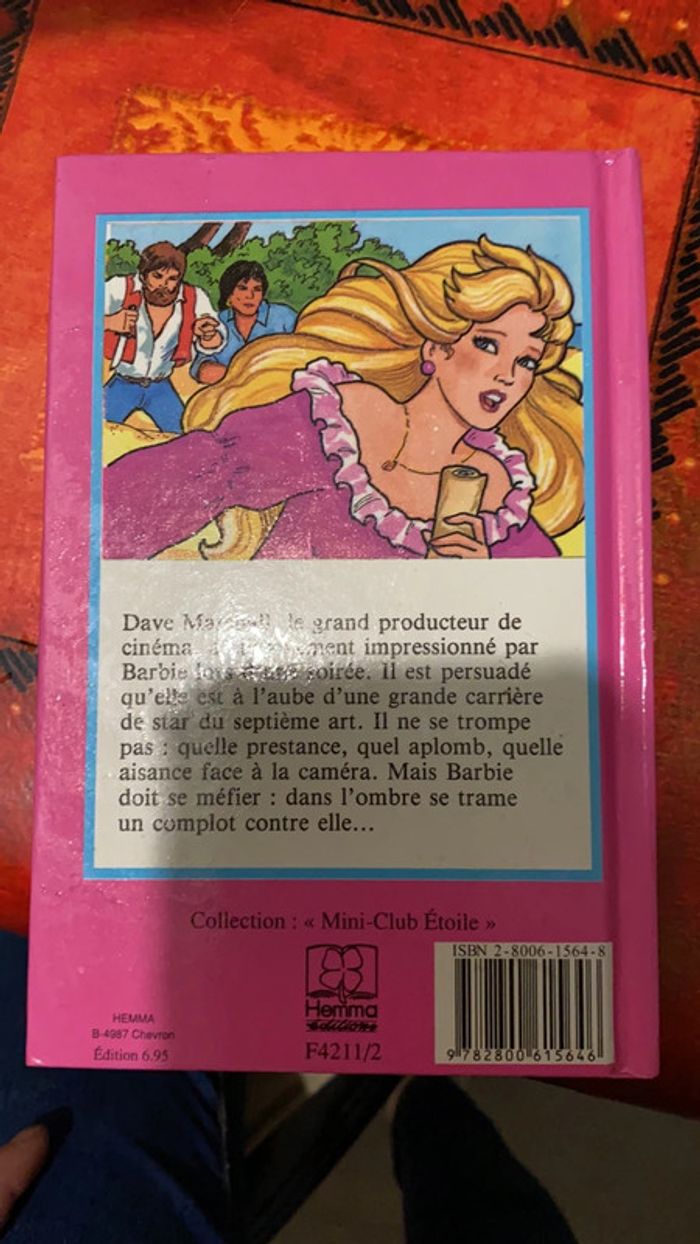 Dave le grand producteur de
cinéma impressionné par
Barbie lors d'une soirée. Il est persuadé
qu'elle est à l'aube d'une grande carrière
de star du septième art. Il ne se trompe
pas : quelle prestance, quel aplomb, quelle
aisance face à la caméra. Mais Barbie
doit se méfier : dans l'ombre se trame
un complot contre elle...
Collection : « Mini-Club Étoile »
ISBN 2-8006-1564-8
Hemma
éditions
HEMMA
B-4987 Chevron
Édition 6.95
F4211/2
9 782800 615646